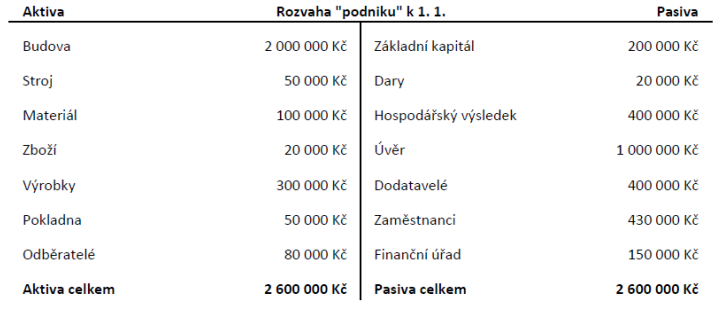 Aktiva Rozvaha "podniku" k 1. 1. Pasiva
Budova 2 000 000 Kč Základní kapitál 200 000 Kč
Stroj 50 000 Kč Dary 20 000 Kč
Materiál 100 000 Kč Hospodářský výsledek 400 000 Kč
Zboží 20 000 Kč Úvěr 1 000 000 Kč
Výrobky 300 000 Kč Dodatavelé 400 000 Kč
Pokladna 50 000 Kč Zaměstnanci 430 000 Kč
Odběratelé 80 000 Kč Finanční úřad 150 000 Kč
Aktiva celkem 2 600 000 Kč Pasiva celkem 2 600 000 Kč